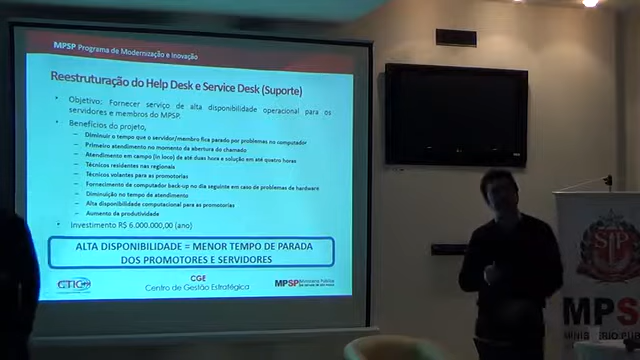 MPSP Programa de Modernização e Inovação
Reestruturação do Help Desk e Service Desk (Suporte)
• Objetivo: Fornecer serviço de alta disponibilidade operacional para os
servidores e membros do MPSP.
• Benefícios do projeto,
– Diminuir o tempo que o servidor/membro fica parado por problemas no computador
– Primeiro atendimento no momento da abertura do chamado
– Atendimento em campo (in loco) de até duas horas e solução em até quatro horas
– Técnicos residentes nas regionais
– Técnicos volantes para as promotorias
– Fornecimento de computador back-up no dia seguinte em caso de problemas de hardware
– Diminuição no tempo de atendimento
– Alta disponibilidade computacional para as promotorias
– Aumento da produtividade
• Investimento R$ 6.000.000,00 (ano)
ALTA DISPONIBILIDADE = MENOR TEMPO DE PARADA
DOS PROMOTORES E SERVIDORES
CTIC
CGE
Centro de Gestão Estratégica
MPSP Ministério Público
SP
MPS